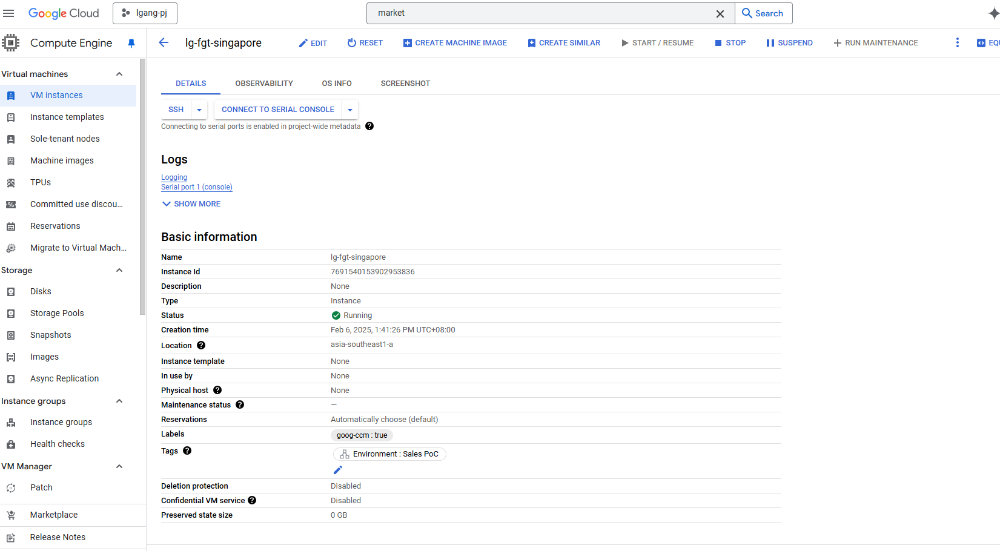 Google Cloud
lgang-pj
market
Search
Compute Engine
lg-fgt-singapore
EDIT
RESET
CREATE MACHINE IMAGE
CREATE SIMILAR
START / RESUME
STOP
SUSPEND
RUN MAINTENANCE
EQU
Virtual machines
VM instances
Instance templates
Sole-tenant nodes
Machine images
TPUs
Committed use discou...
Reservations
Migrate to Virtual Mach...
Storage
Disks
Storage Pools
Snapshots
Images
Async Replication
Instance groups
Instance groups
Health checks
VM Manager
Patch
Marketplace
Release Notes
DETAILS
OBSERVABILITY
OS INFO
SCREENSHOT
SSH
CONNECT TO SERIAL CONSOLE
Connecting to serial ports is enabled in project-wide metadata
Logs
Logging
Serial port 1 (console)
SHOW MORE
Basic information
Name lg-fgt-singapore
Instance Id 7691540153902953836
Description None
Type Instance
Status Running
Creation time Feb 6, 2025, 1:41:26 PM UTC+08:00
Location asia-southeast1-a
Instance template None
In use by None
Physical host None
Maintenance status —
Reservations Automatically choose (default)
Labels goog-ccm : true
Tags Environment : Sales PoC
Deletion protection Disabled
Confidential VM service Disabled
Preserved state size 0 GB